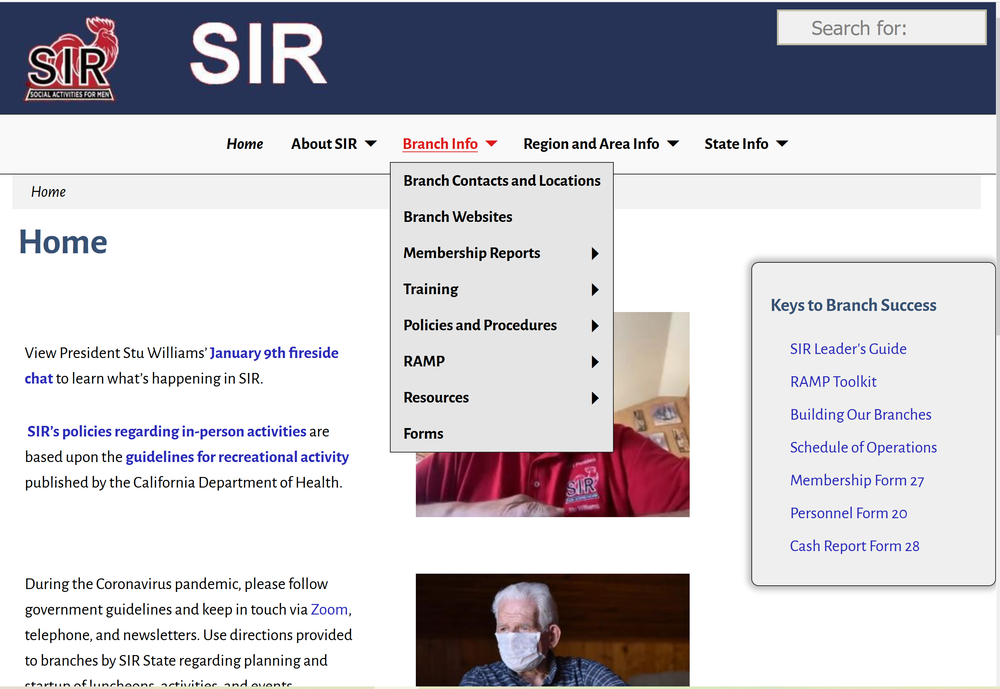 SIR
SOCIAL ACTIVITIES FOR MEN
SIR
Search for:
Home
About SIR
Branch Info
Region and Area Info
State Info
Branch Contacts and Locations
Branch Websites
Membership Reports
Training
Policies and Procedures
RAMP
Resources
Forms
Home
Home
View President Stu Williams’ January 9th fireside
chat to learn what’s happening in SIR.
SIR’s policies regarding in-person activities are
based upon the guidelines for recreational activity
published by the California Department of Health.
SIR
Stu Williams
During the Coronavirus pandemic, please follow
government guidelines and keep in touch via Zoom,
telephone, and newsletters. Use directions provided
to branches by SIR State regarding planning and
startup of luncheons, activities, and events.
Keys to Branch Success
SIR Leader's Guide
RAMP Toolkit
Building Our Branches
Schedule of Operations
Membership Form 27
Personnel Form 20
Cash Report Form 28